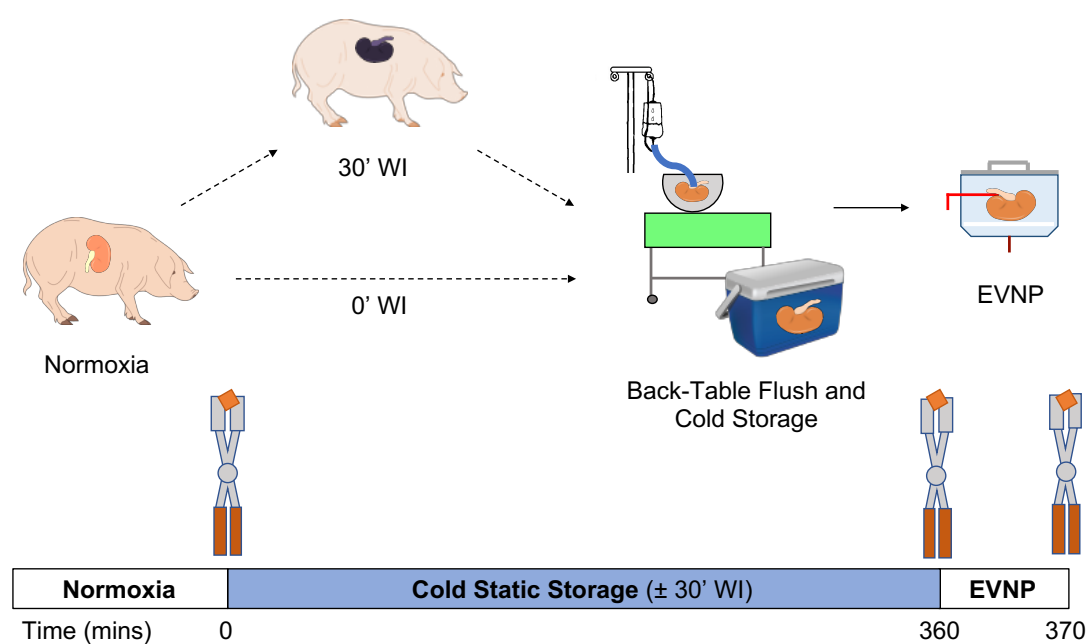 30’ WI
0’ WI
Normoxia
EVNP
Back-Table Flush and
Cold Storage
Normoxia
Cold Static Storage (± 30’ WI)
EVNP
Time (mins)
0
360
370